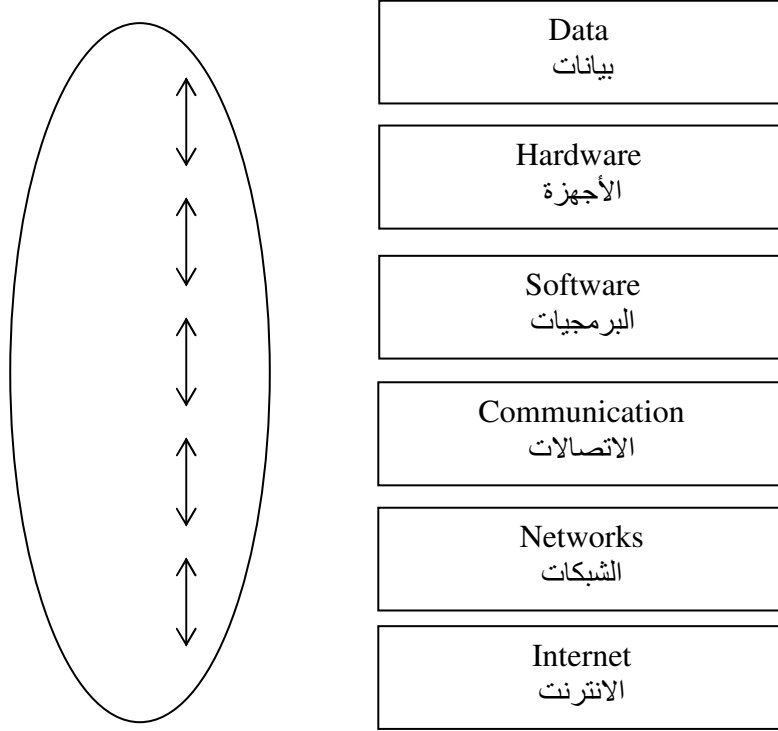 Data
بيانات
Hardware
الأجهزة
Software
البرمجيات
Communication
الاتصالات
Networks
الشبكات
Internet
الانترنت